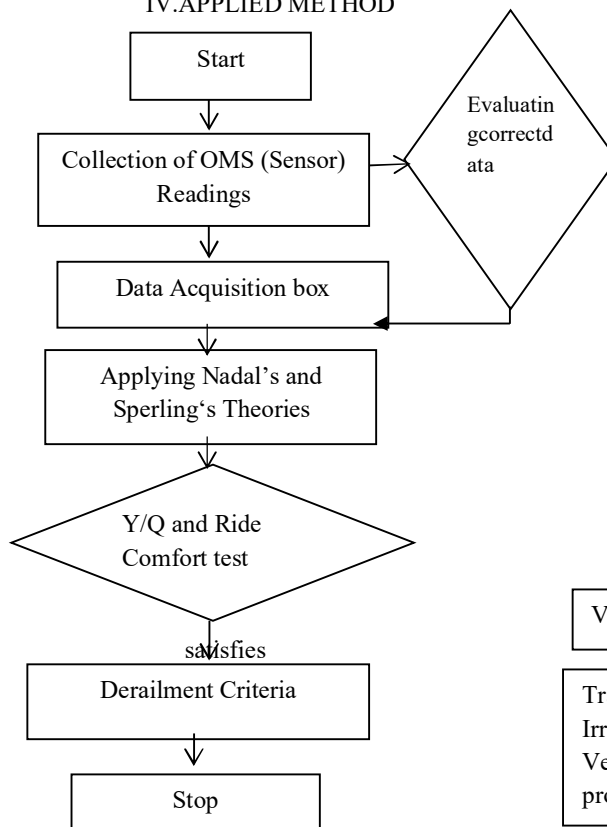 IV.APPLIED METHOD
Start
Collection of OMS (Sensor)
Readings
Evaluatin
gcorrectd
ata
Data Acquisition box
Applying Nadal's and
Sperling‘s Theories
Y/Q and Ride
Comfort test
satisfies
Derailment Criteria
Stop
V
Tr
Irr
Ve
pro